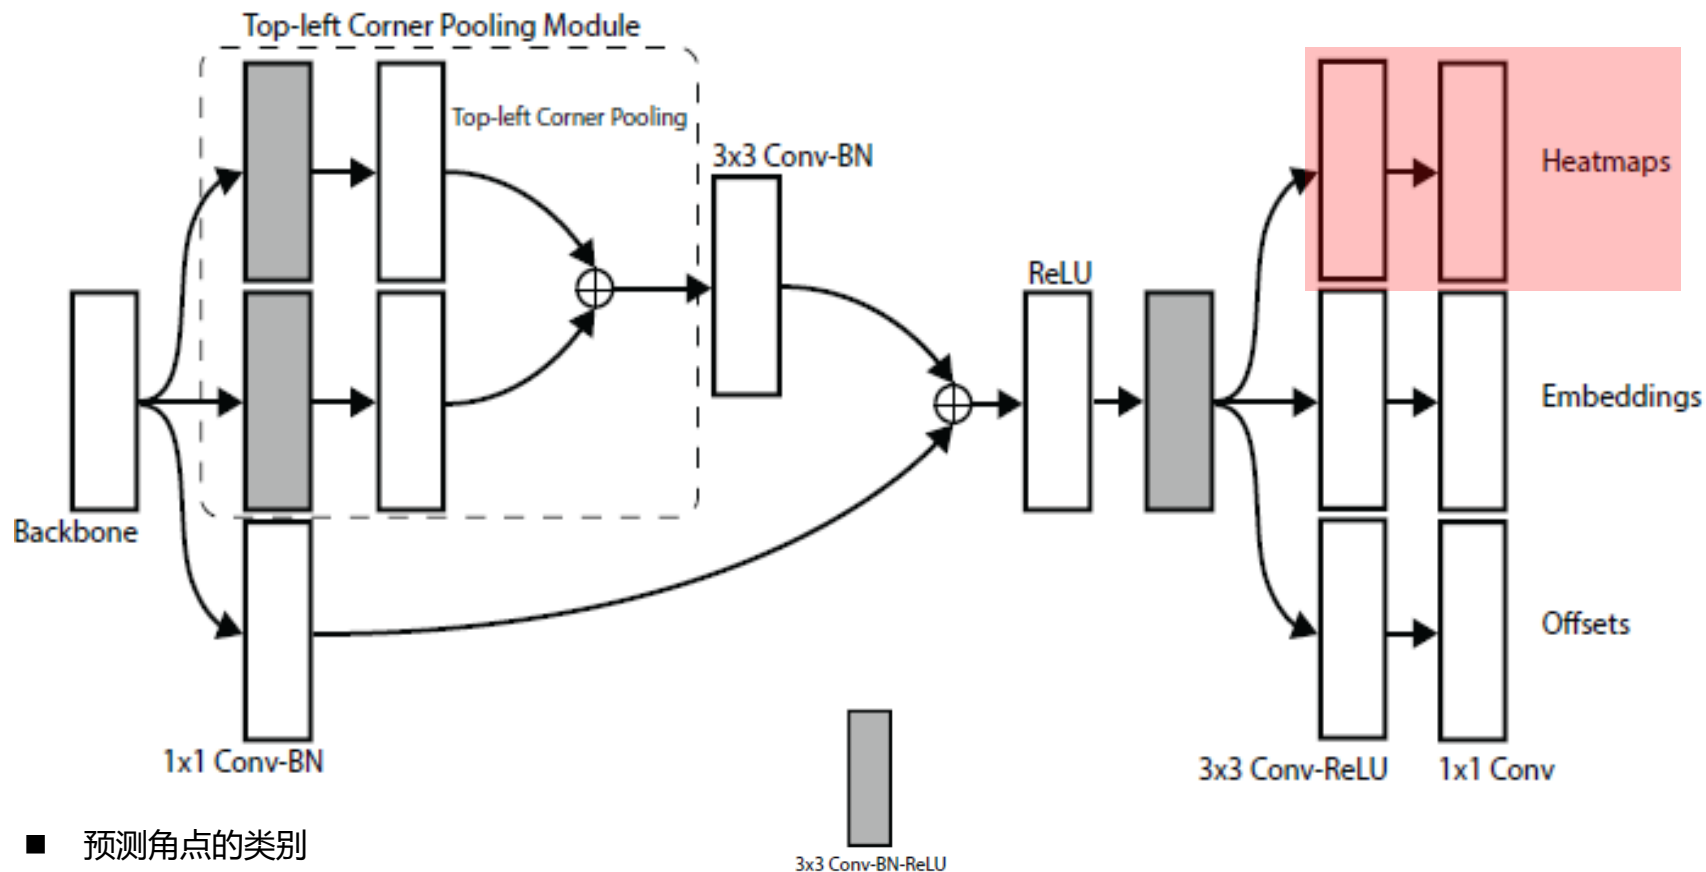 Top-left Corner Pooling Module
Top-left Corner Pooling
3x3 Conv-BN
Heatmaps
ReLU
Embeddings
Backbone
Offsets
1x1 Conv-BN
3x3 Conv-ReLU
1x1 Conv
■ 预测角点的类别
3x3 Conv-BN-ReLU